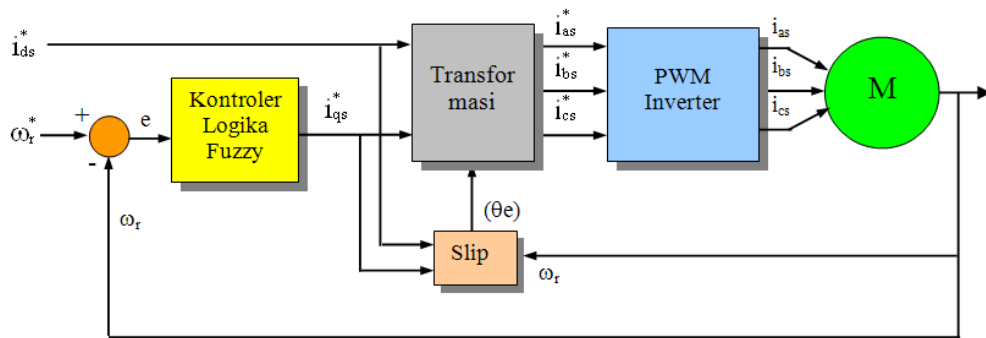 i*ds
ωr*
+
-
e
Kontroler
Logika
Fuzzy
i*qs
Transfor
masi
i*as
i*bs
i*cs
PWM
Inverter
ias
ibs
ics
M
(θe)
Slip
ωr
ωr